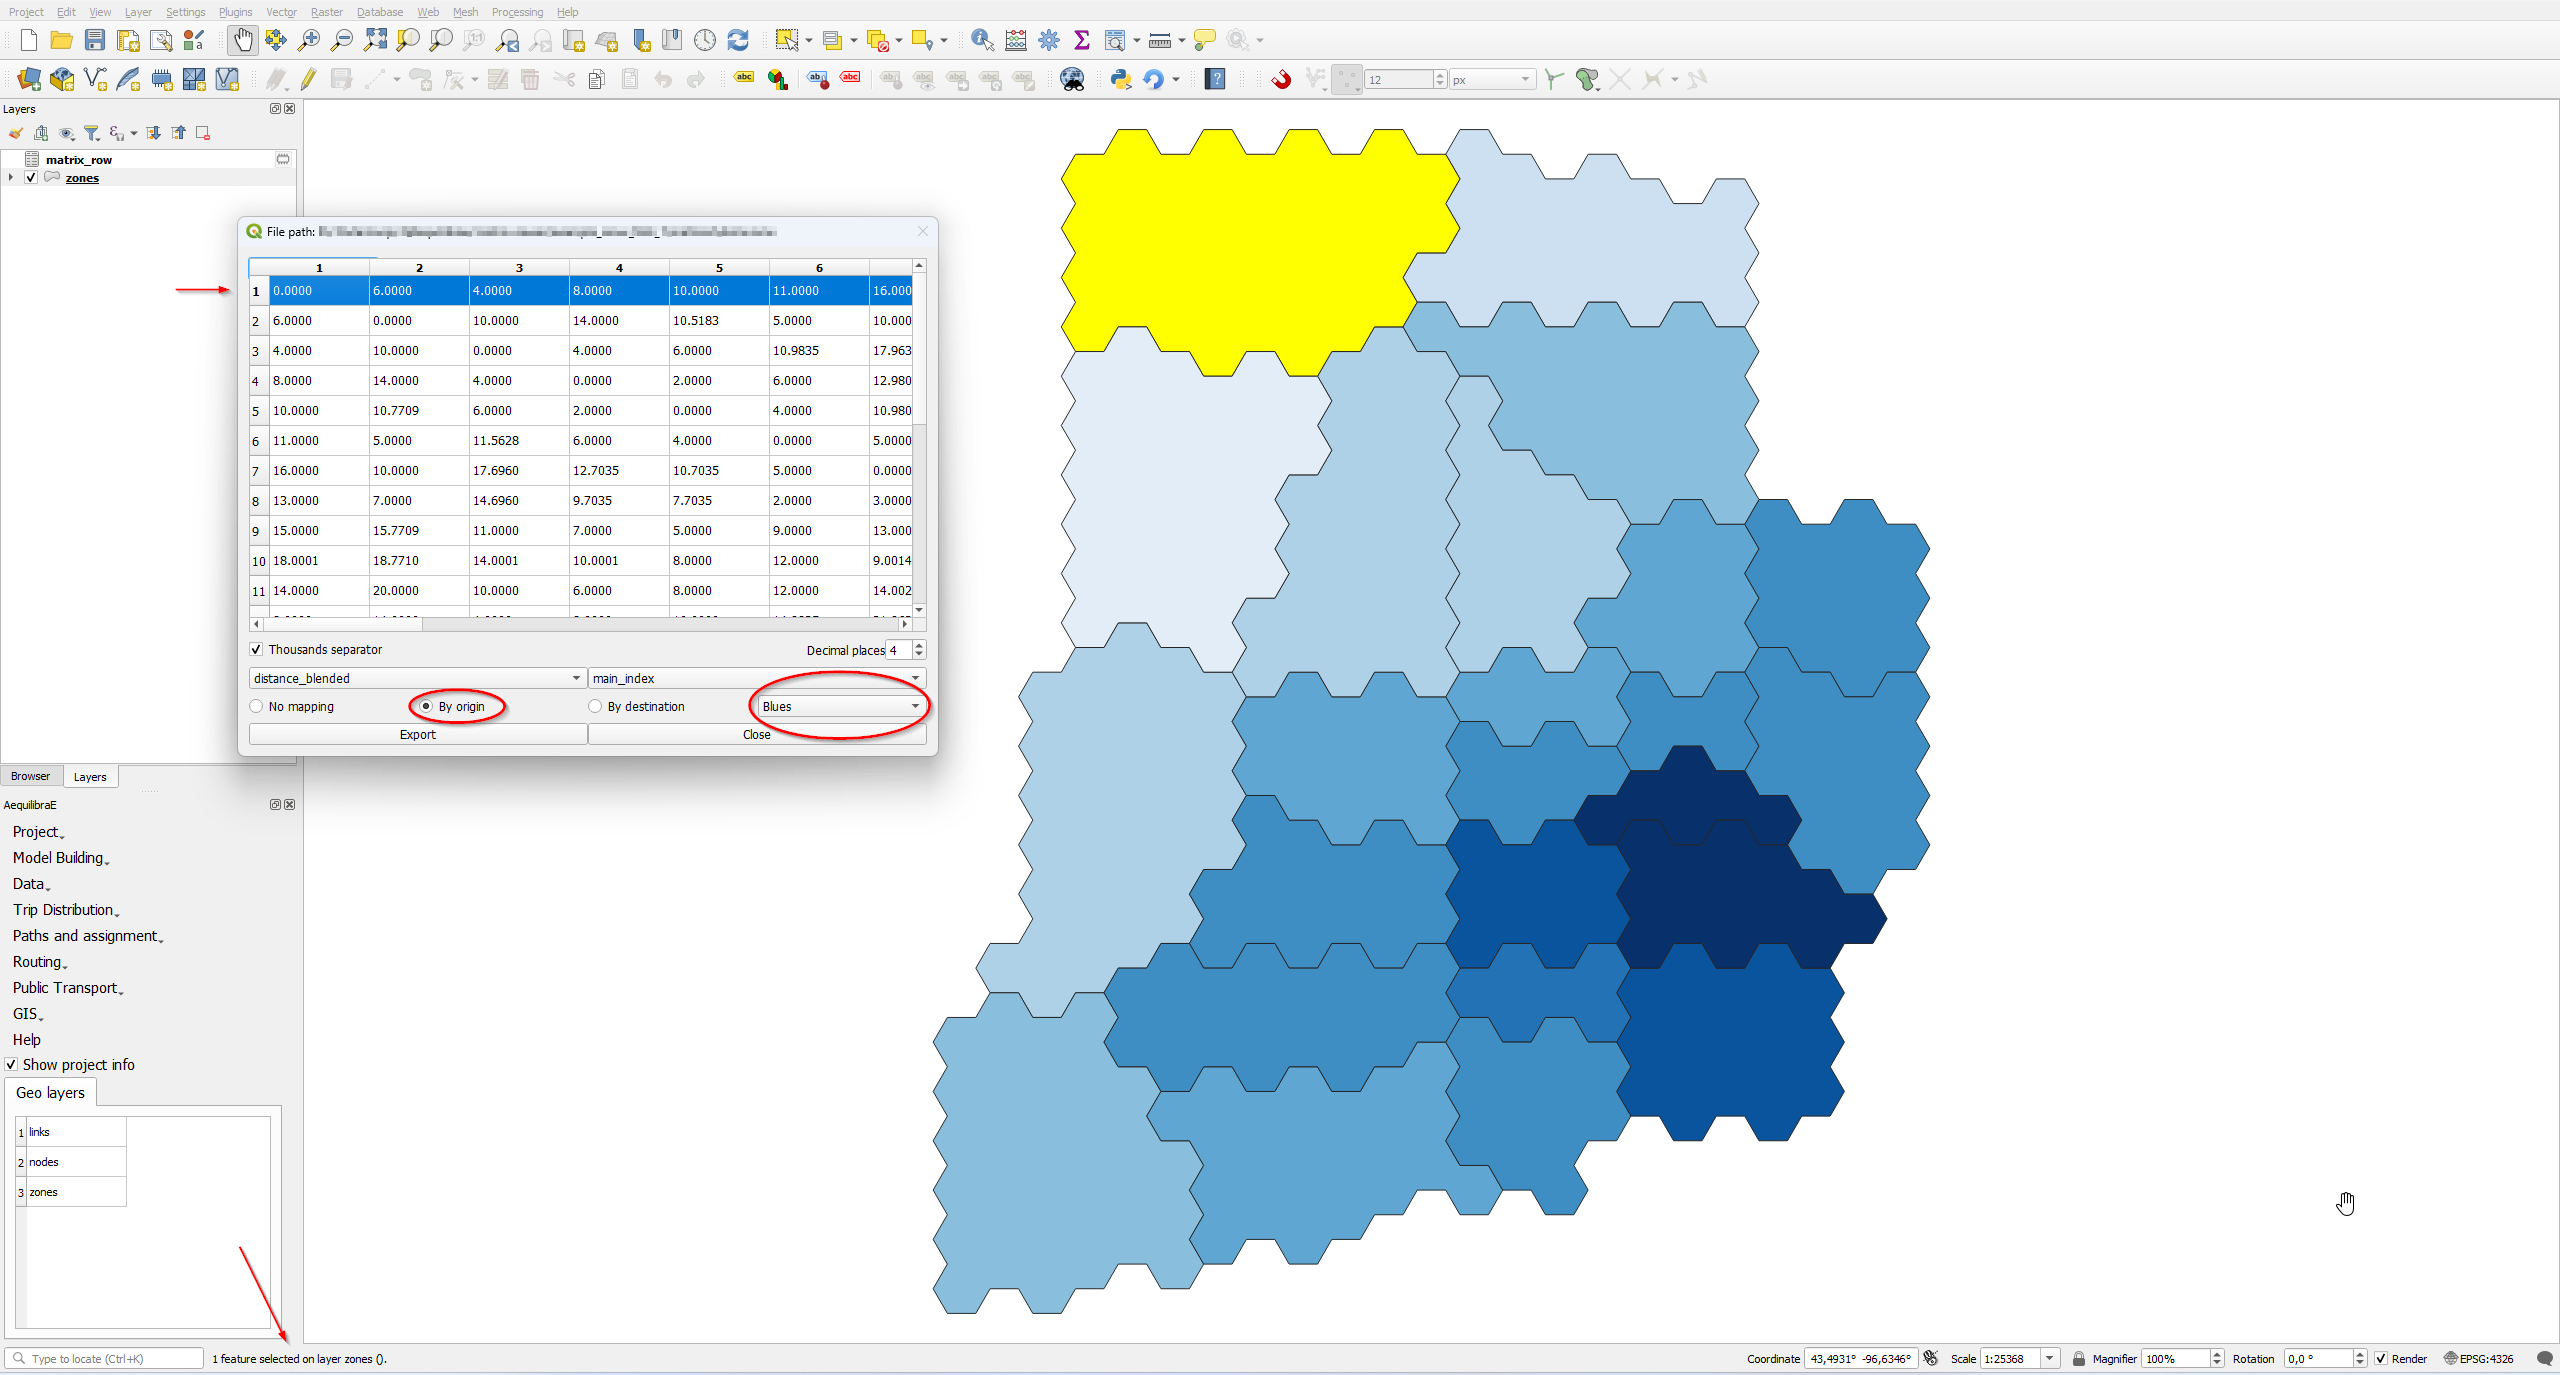 Project Edit View Layer Settings Plugins Vector Raster Database Web Mesh Processing Help
12 px
Layers
matrix_row
zones
File path:
1 2 3 4 5 6
1 0.0000 6.0000 4.0000 8.0000 10.0000 11.0000 16.000
2 6.0000 0.0000 10.0000 14.0000 10.5183 5.0000 10.000
3 4.0000 10.0000 0.0000 4.0000 6.0000 10.9835 17.963
4 8.0000 14.0000 4.0000 0.0000 2.0000 6.0000 12.980
5 10.0000 10.7709 6.0000 2.0000 0.0000 4.0000 10.980
6 11.0000 5.0000 11.5628 6.0000 4.0000 0.0000 5.0000
7 16.0000 10.0000 17.6960 12.7035 10.7035 5.0000 0.0000
8 13.0000 7.0000 14.6960 9.7035 7.7035 2.0000 3.0000
9 15.0000 15.7709 11.0000 7.0000 5.0000 9.0000 13.000
10 18.0001 18.7710 14.0001 10.0001 8.0000 12.0000 9.0014
11 14.0000 20.0000 10.0000 6.0000 8.0000 12.0000 14.002
Thousands separator Decimal places 4
distance_blended main_index
No mapping By origin By destination Blues
Export Close
Browser Layers
AequilibraE
Project
Model Building
Data
Trip Distribution
Paths and assignment
Routing
Public Transport
GIS
Help
Show project info
Geo layers
1 links
2 nodes
3 zones
Type to locate (Ctrl+K) 1 feature selected on layer zones (). Coordinate 43,4931° -96,6346° Scale 1:25368 Magnifier 100% Rotation 0,0 ° Render EPSG:4326